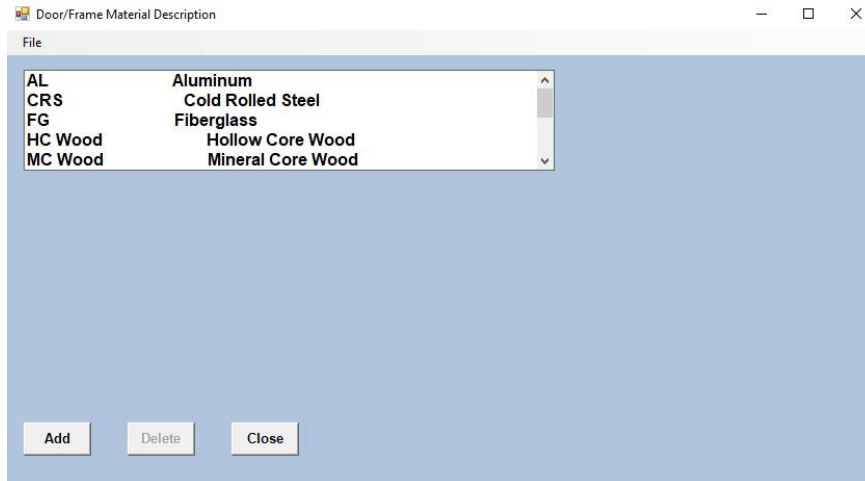 Door/Frame Material Description
File
AL Aluminum
CRS Cold Rolled Steel
FG Fiberglass
HC Wood Hollow Core Wood
MC Wood Mineral Core Wood
Add Delete Close